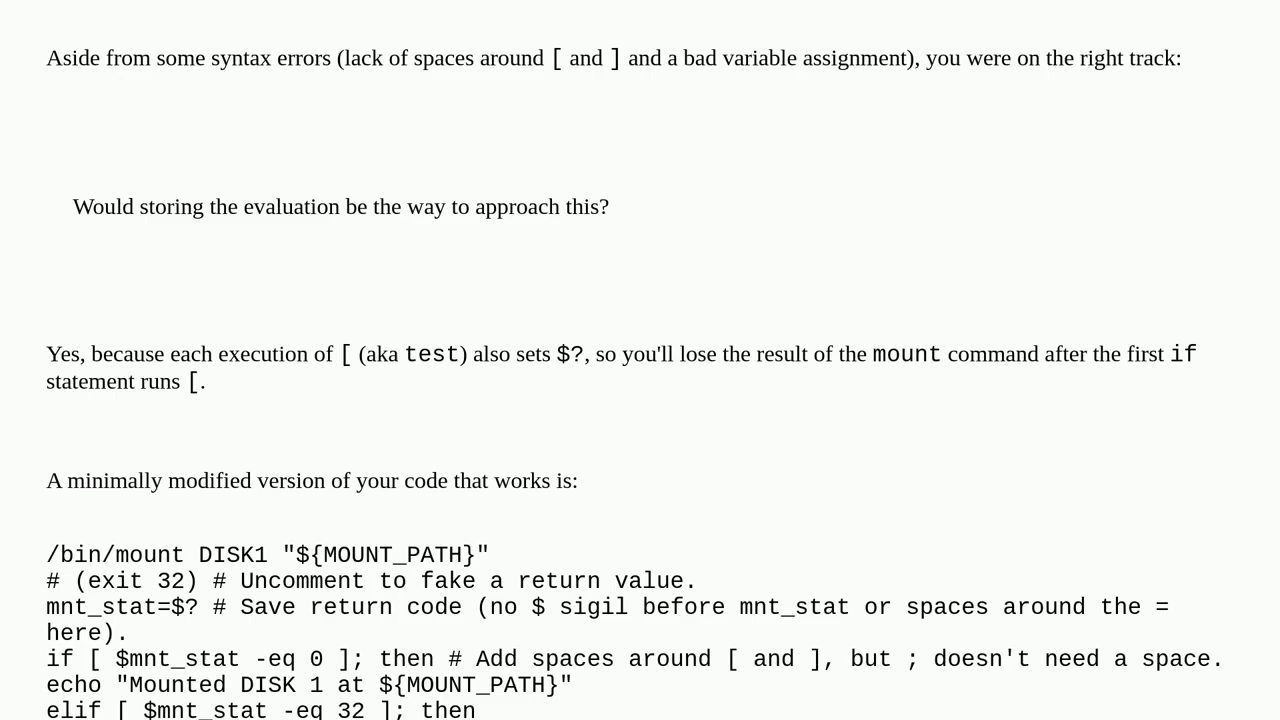 Aside from some syntax errors (lack of spaces around [ and ] and a bad variable assignment), you were on the right track:
Would storing the evaluation be the way to approach this?
Yes, because each execution of [ (aka test) also sets $?, so you'll lose the result of the mount command after the first if
statement runs [.
A minimally modified version of your code that works is:
/bin/mount DISK1 "${MOUNT_PATH}"
# (exit 32) # Uncomment to fake a return value.
mnt_stat=$? # Save return code (no $ sigil before mnt_stat or spaces around the =
here).
if [ $mnt_stat -eq 0 ]; then # Add spaces around [ and ], but ; doesn't need a space.
echo "Mounted DISK 1 at ${MOUNT_PATH}"
elif [ $mnt_stat -eq 32 ]; then